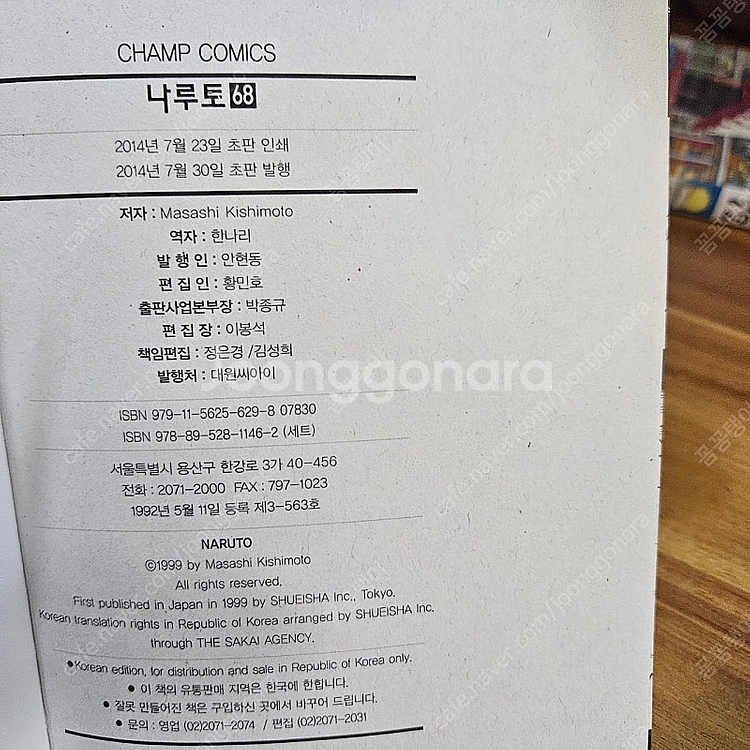 CHAMP COMICS
나루토 68
2014년 7월 23일 초판 인쇄
2014년 7월 30일 초판 발행
저자 : Masashi Kishimoto
역자 : 한나리
발 행 인 : 안현동
편 집 인 : 황민호
출판사업본부장 : 박종규
편 집 장 : 이봉석
책임편집 : 정은경 /김성희
발행처 : 대원씨아이
Joonggonara
ISBN 979-11-5625-629-8 07830
ISBN 978-89-528-1146-2 (세트)
서울특별시 용산구 한강로 3가 40-456
전화 : 2071-2000 FAX : 797-1023
1992년 5월 11일 등록 제3-563호
NARUTO
©1999 by Masashi Kishimoto
All rights reserved.
First published in Japan in 1999 by SHUEISHA Inc., Tokyo.
Korean translation rights in Republic of Korea arranged by SHUEISHA Inc.
through THE SAKAI AGENCY.
●Korean edition, for distribution and sale in Republic of Korea only.
● 이 책의 유통판매 지역은 한국에 한합니다.
● 잘못 만들어진 책은 구입하신 곳에서 바꾸어 드립니다.
● 문의 : 영업 (02)2071-2074 / 편집 (02)2071-2031
cafe.naver.com/joonggonara